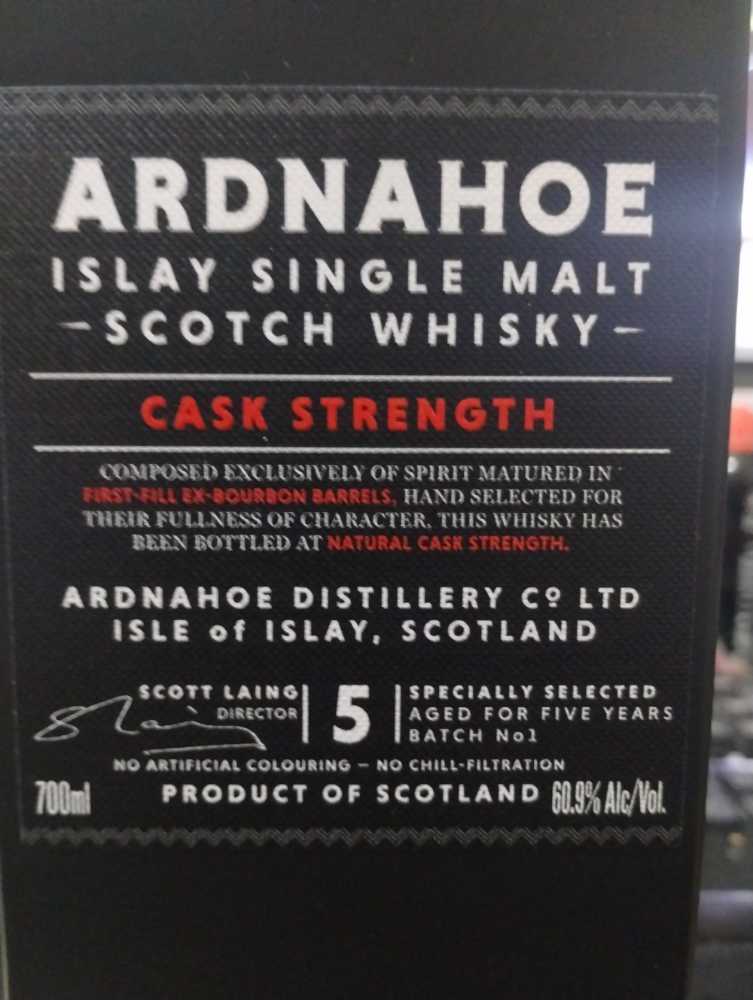 ARDNAHOE
ISLAY SINGLE MALT
–SCOTCH WHISKY–
CASK STRENGTH
COMPOSED EXCLUSIVELY OF SPIRIT MATURED IN
FIRST-FILL EX-BOURBON BARRELS, HAND SELECTED FOR
THEIR FULLNESS OF CHARACTER, THIS WHISKY HAS
BEEN BOTTLED AT NATURAL CASK STRENGTH.
ARDNAHOE DISTILLERY Cº LTD
ISLE of ISLAY, SCOTLAND
SCOTT LAING
DIRECTOR
5
SPECIALLY SELECTED
AGED FOR FIVE YEARS
BATCH No1
NO ARTIFICIAL COLOURING – NO CHILL-FILTRATION
700ml PRODUCT OF SCOTLAND 60.9% Alc/Vol.